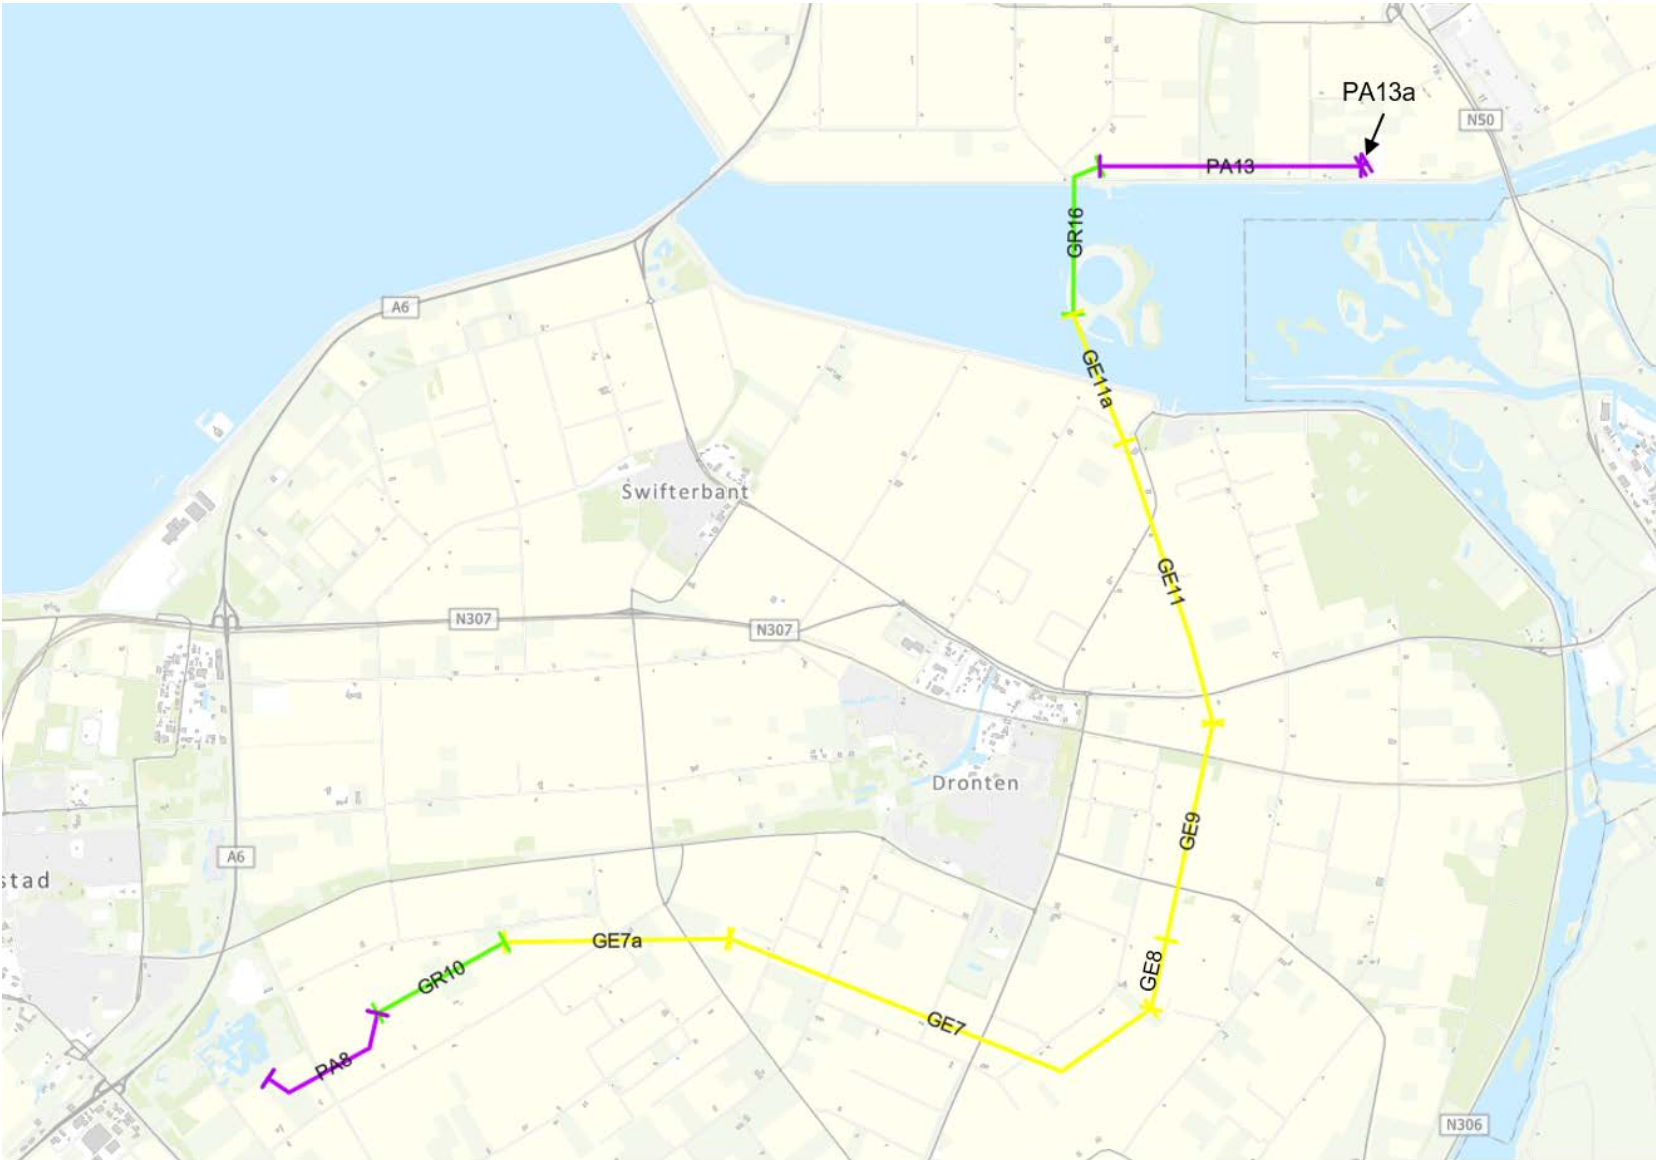 PA13a
N50
PA13
GR16
A6
GE11a
Swifterbant
GE11
N307
N307
Dronten
GE9
A6
stad
GE7a
GR10
GE8
GE7
PA8
N306